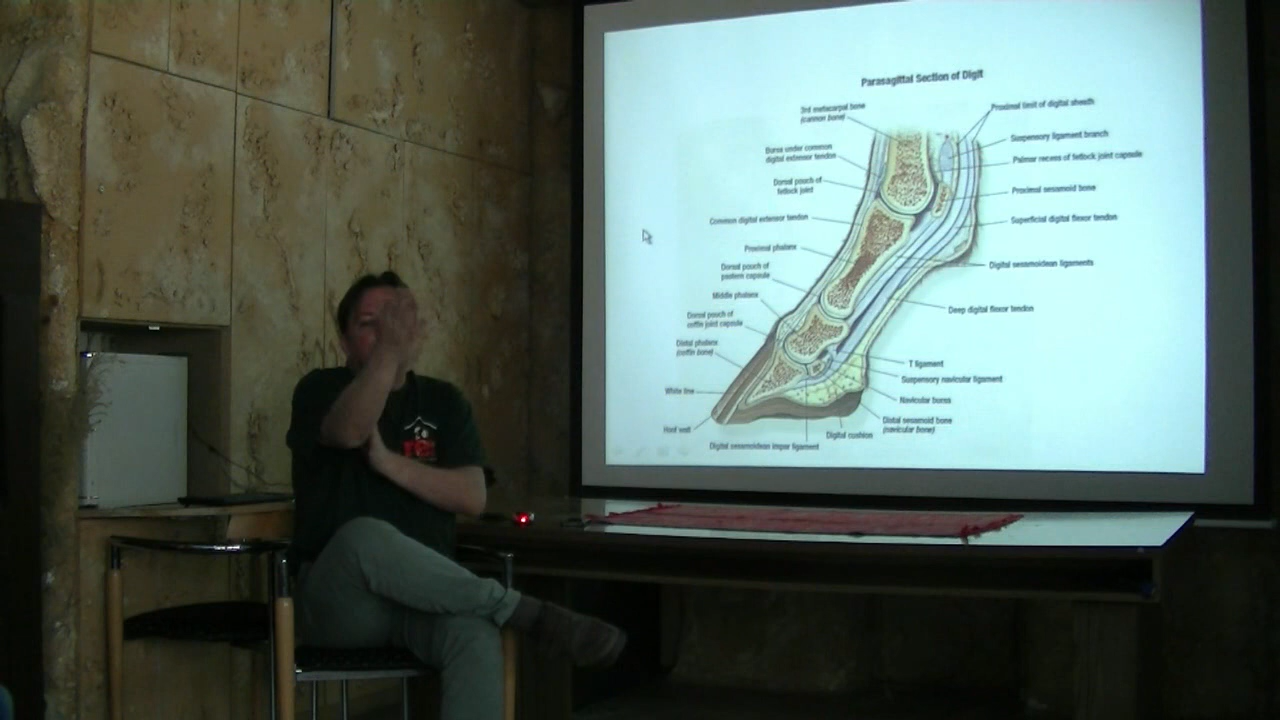 Parasagittal Section of Digit
3rd metacarpal bone
(cannon bone)
Bursa under common
digital extensor tendon
Dorsal pouch of
fetlock joint
Common digital extensor tendon
Proximal phalanx
Dorsal pouch of
pastern capsule
Middle phalanx
Dorsal pouch of
coffin joint capsule
Distal phalanx
(coffin bone)
White line
Hoof wall
Digital sesamoidean impar ligament
Proximal limit of digital sheath
Suspensory ligament branch
Palmar recess of fetlock joint capsule
Proximal sesamoid bone
Superficial digital flexor tendon
Digital sesamoidean ligaments
Deep digital flexor tendon
T ligament
Suspensory navicular ligament
Navicular bursa
Distal sesamoid bone
(navicular bone)
Digital cushion